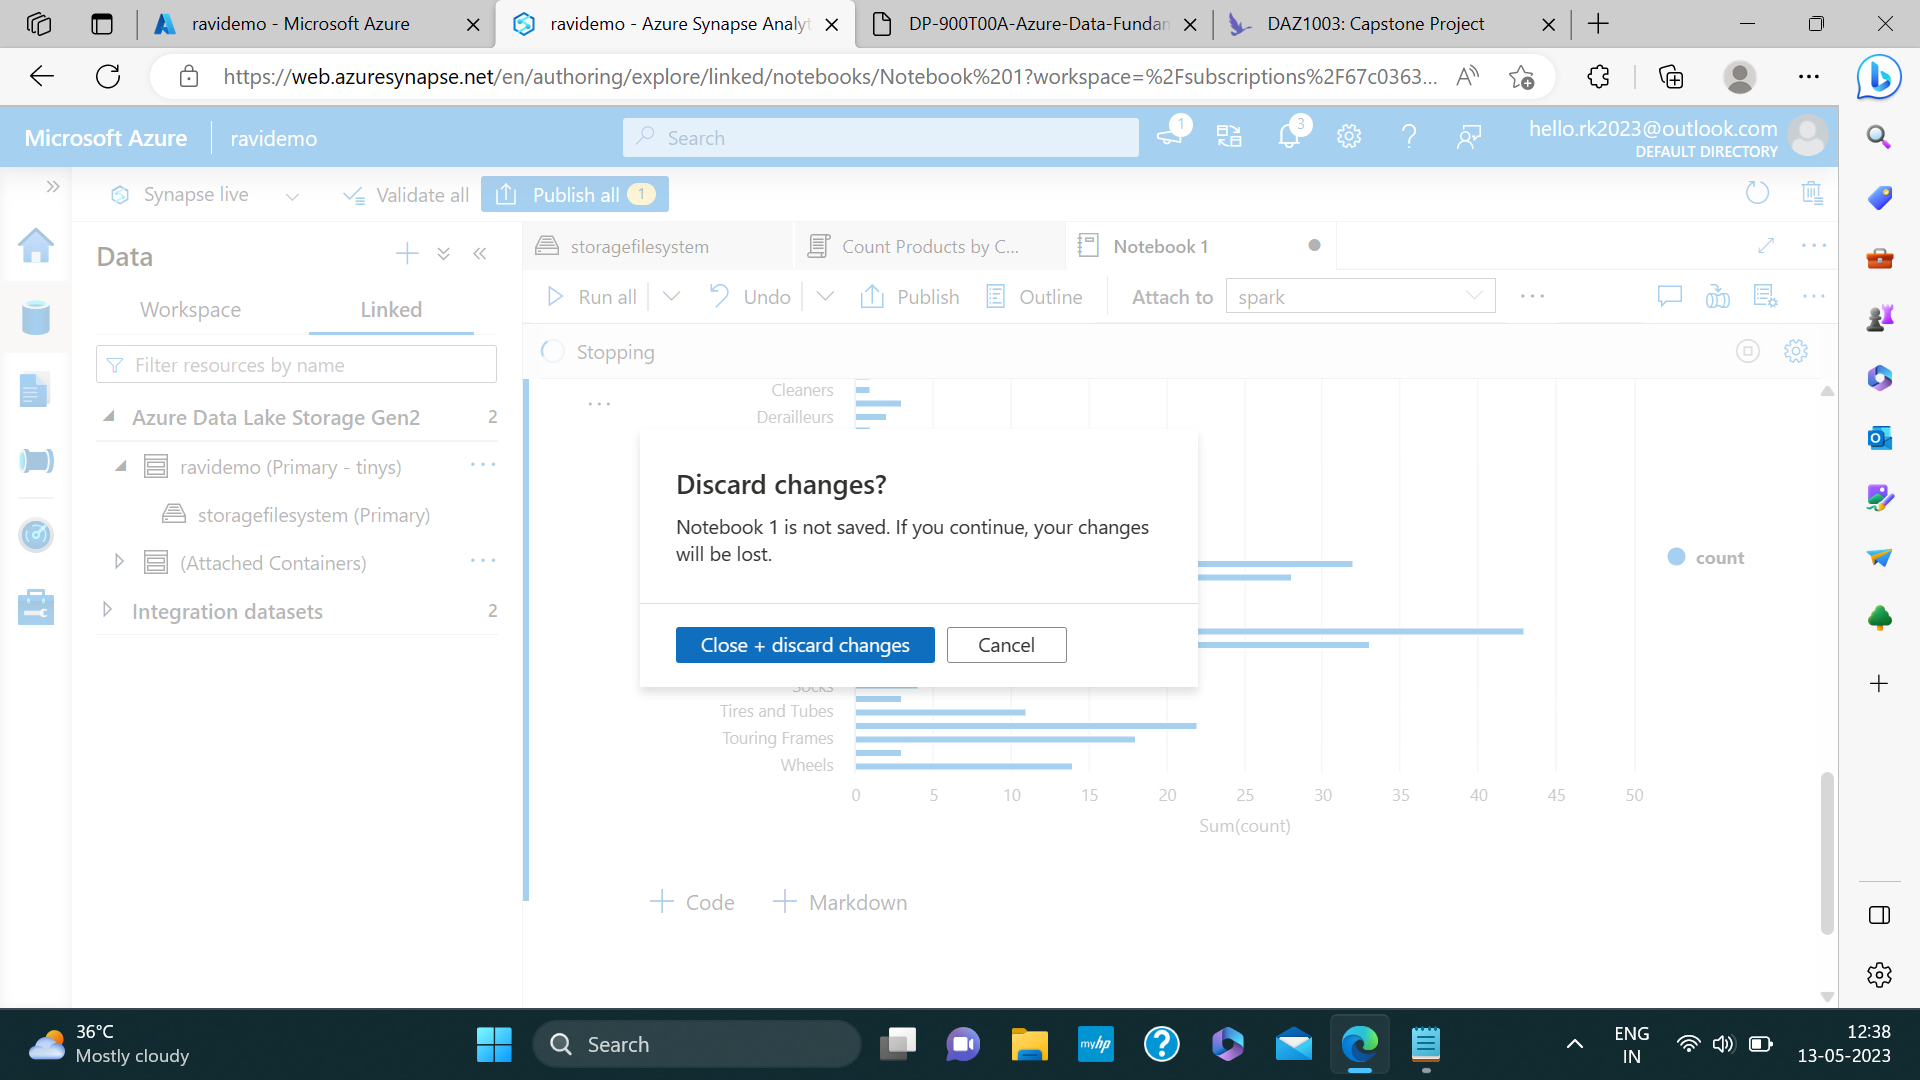 ravidemo - Microsoft Azure
ravidemo - Azure Synapse Analyt
DP-900T00A-Azure-Data-Fundan
DAZ1003: Capstone Project
https://web.azuresynapse.net/en/authoring/explore/linked/notebooks/Notebook%201?workspace=%2Fsubscriptions%2F67c0363...
Microsoft Azure
ravidemo
Search
1
3
hello.rk2023@outlook.com
DEFAULT DIRECTORY
Synapse live
Validate all
Publish all 1
Data
Workspace
Linked
Filter resources by name
Azure Data Lake Storage Gen2 2
ravidemo (Primary - tinys)
storagefilesystem (Primary)
(Attached Containers)
Integration datasets 2
storagefilesystem
Count Products by C...
Notebook 1
Run all
Undo
Publish
Outline
Attach to
spark
Stopping
Cleaners
Derailleurs
Discard changes?
Notebook 1 is not saved. If you continue, your changes
will be lost.
Close + discard changes
Cancel
count
Socks
Tires and Tubes
Touring Frames
Wheels
0 5 10 15 20 25 30 35 40 45 50
Sum(count)
Code
Markdown
36°C
Mostly cloudy
Search
myhp
ENG
IN
12:38
13-05-2023